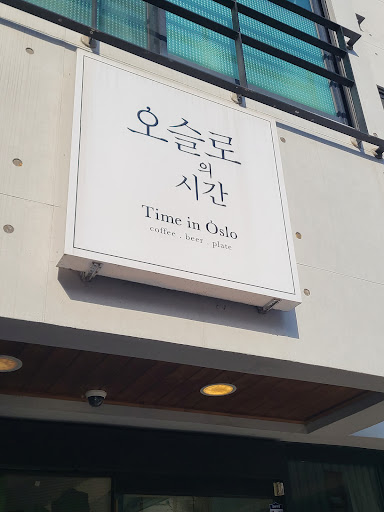 오슬로
의
시간
Time in Oslo
coffee . beer . plate